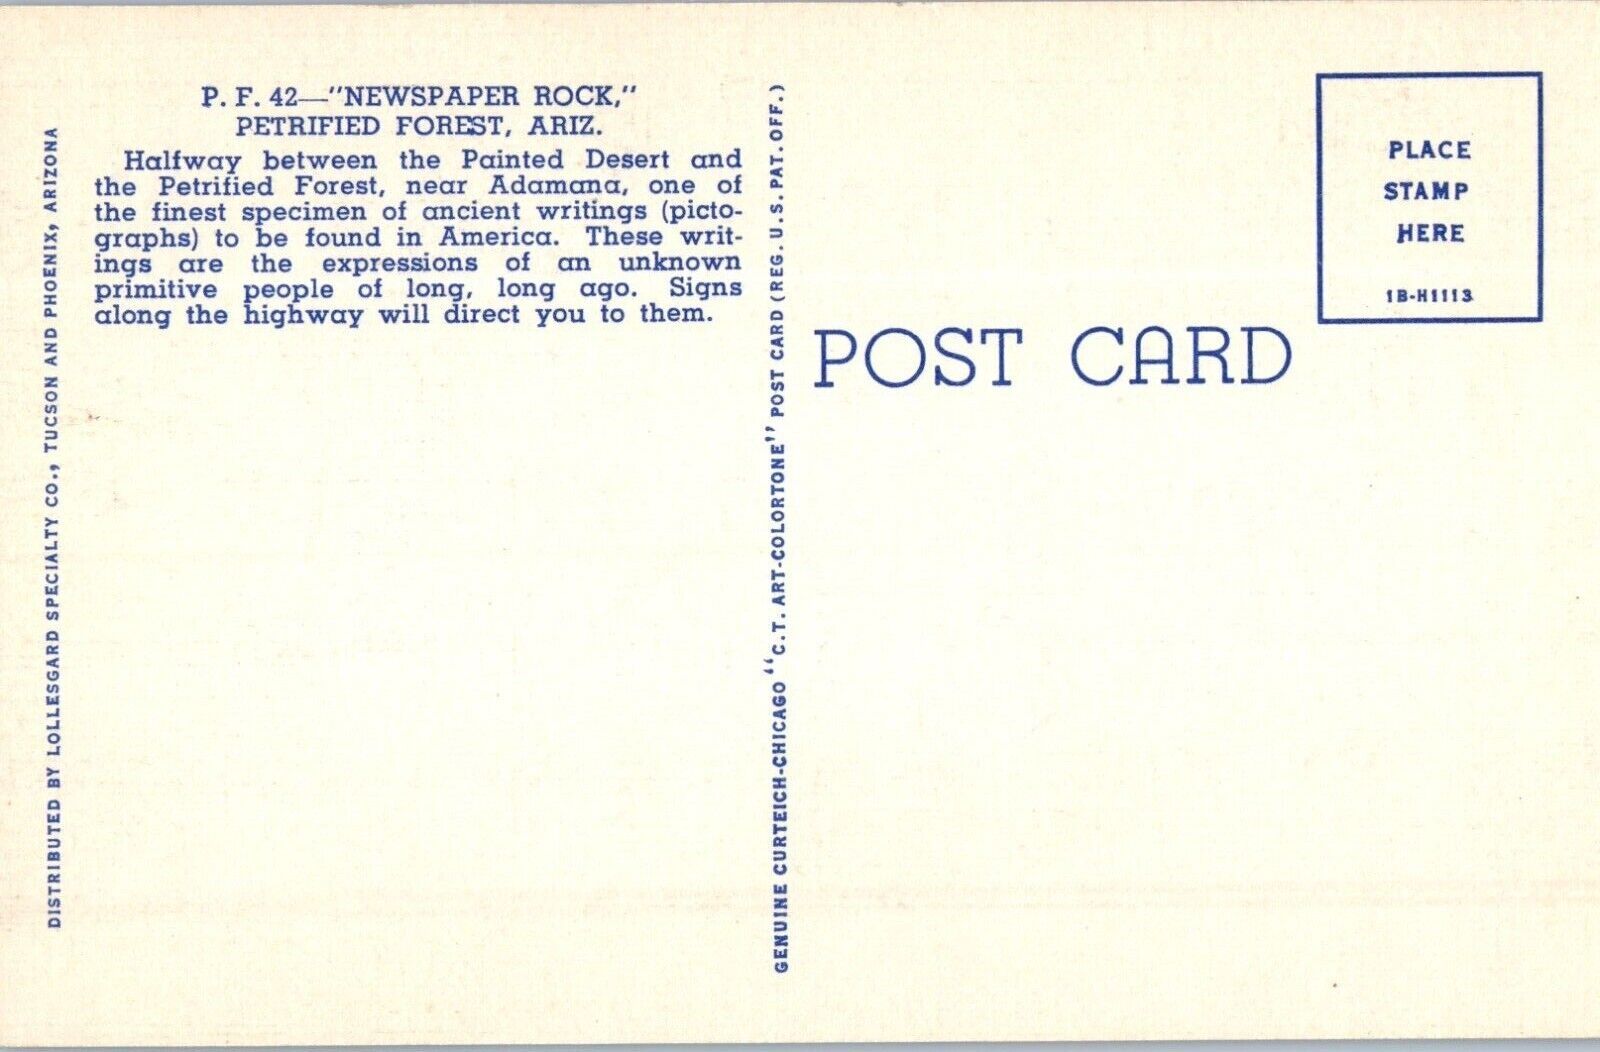 P. F. 42—"NEWSPAPER ROCK,"
PETRIFIED FOREST, ARIZ.
Halfway between the Painted Desert and
the Petrified Forest, near Adamana, one of
the finest specimen of ancient writings (picto-
graphs) to be found in America. These writ-
ings are the expressions of an unknown
primitive people of long, long ago. Signs
along the highway will direct you to them.
DISTRIBUTED BY LOLLESGARD SPECIALTY CO., TUCSON AND PHOENIX, ARIZONA
GENUINE CURTEICH-CHICAGO "C.T. ART-COLORTONE" POST CARD (REG. U.S. PAT. OFF.)
PLACE
STAMP
HERE
1B-H1113
POST CARD